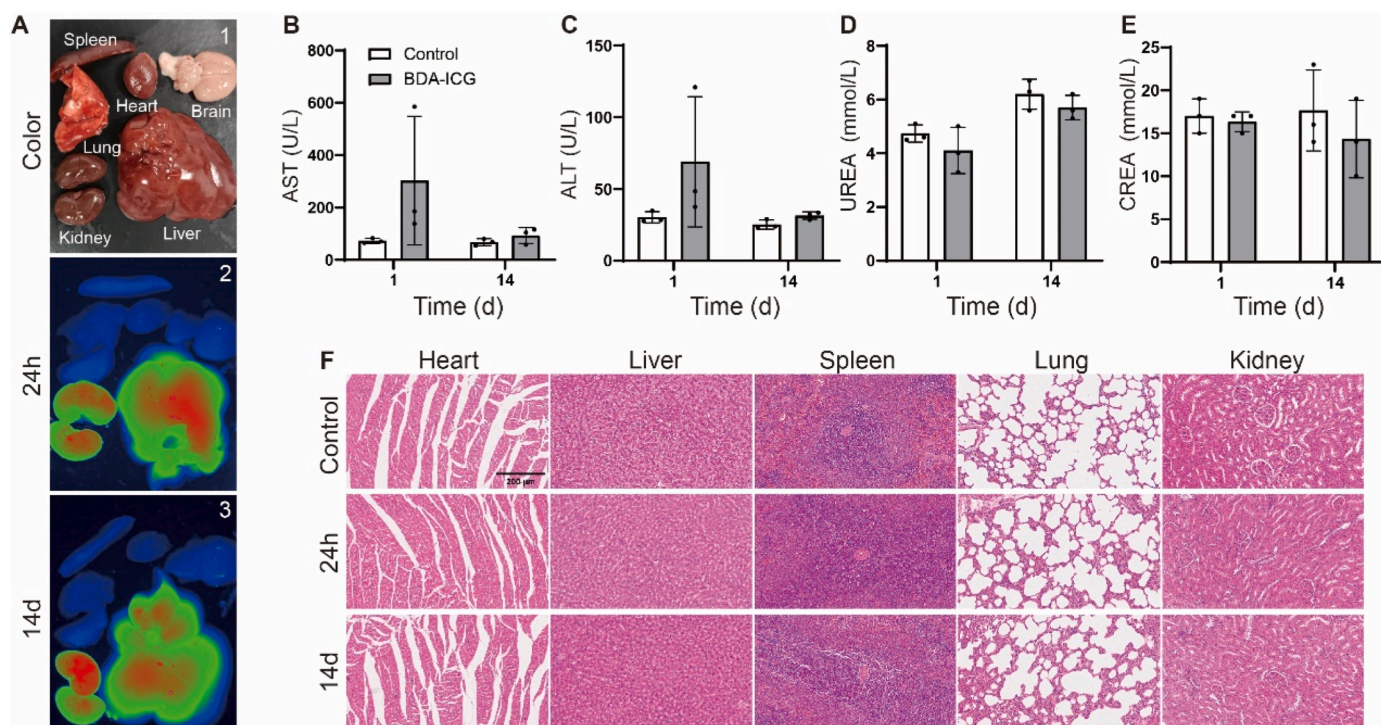 A
Color
Spleen
1
Heart
Brain
Lung
Kidney
Liver
24h
2
14d
3
B
AST (U/L)
800
600
400
200
0
Control
BDA-ICG
1
14
Time (d)
C
ALT (U/L)
150
100
50
0
1
14
Time (d)
D
UREA (mmol/L)
8
6
4
2
0
1
14
Time (d)
E
CREA (mmol/L)
25
20
15
10
5
0
1
14
Time (d)
F
Heart
Liver
Spleen
Lung
Kidney
Control
200 μm
24h
14d